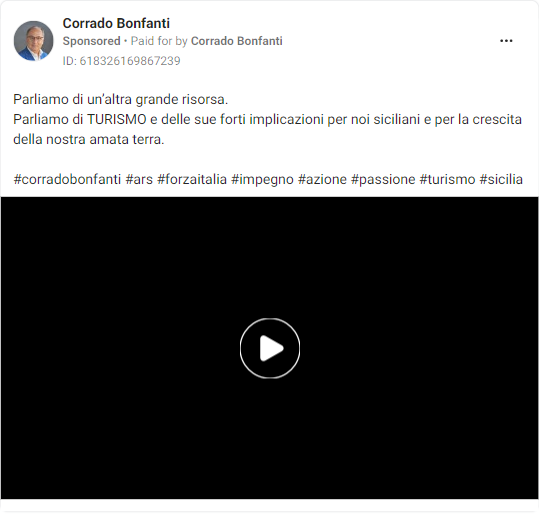 Corrado Bonfanti
Sponsored • Paid for by Corrado Bonfanti
ID: 618326169867239
Parliamo di un'altra grande risorsa.
Parliamo di TURISMO e delle sue forti implicazioni per noi siciliani e per la crescita
della nostra amata terra.
#corradobonfanti #ars #forzaitalia #impegno #azione #passione #turismo #sicilia